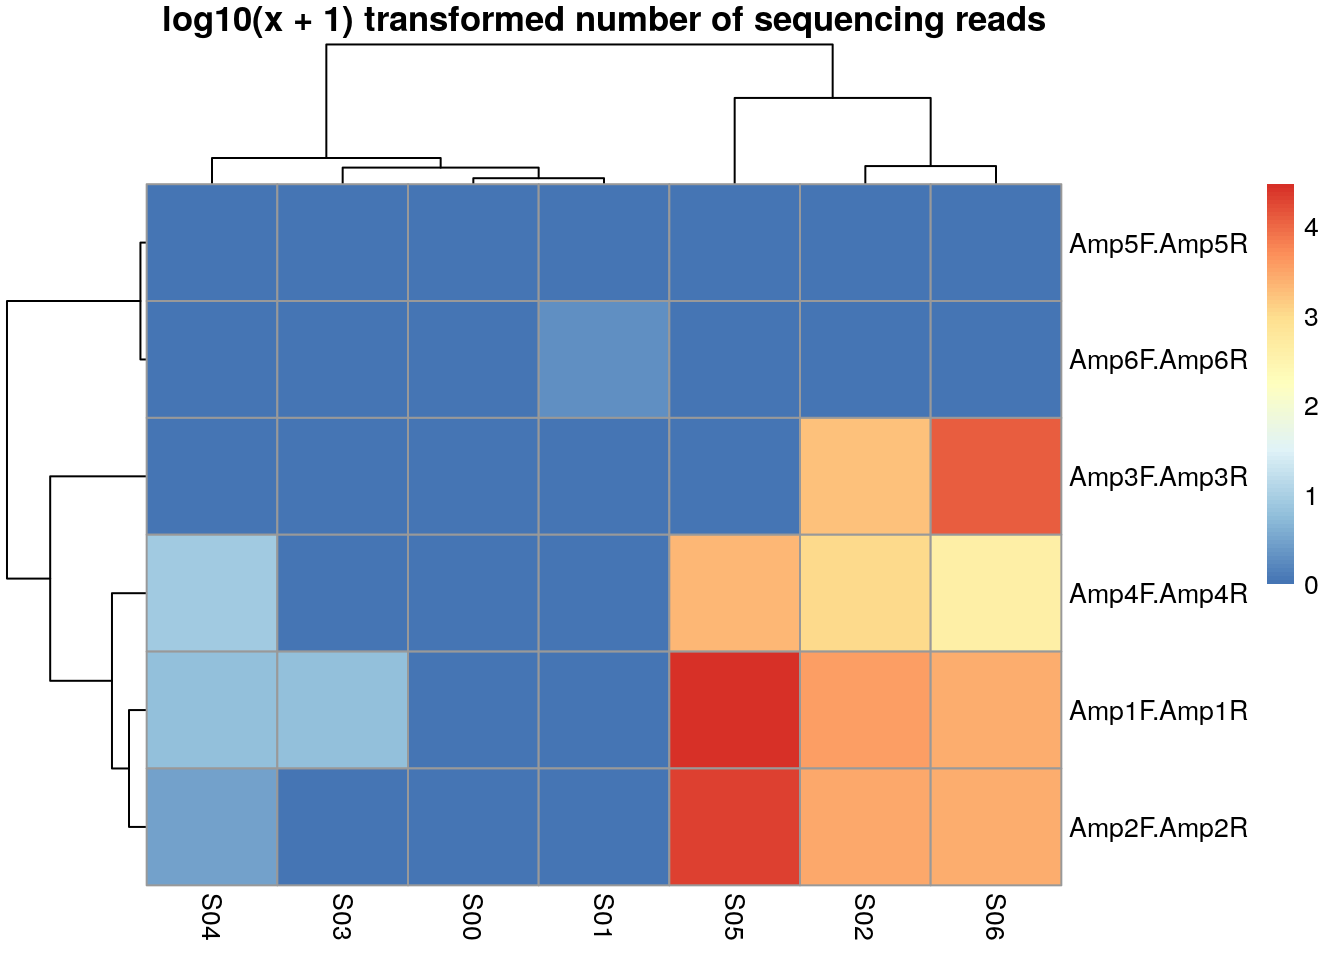 log10(x + 1) transformed number of sequencing reads
Amp5F.Amp5R
Amp6F.Amp6R
Amp3F.Amp3R
Amp4F.Amp4R
Amp1F.Amp1R
Amp2F.Amp2R
4
3
2
1
0
S04
S03
S00
S01
S05
S02
S06